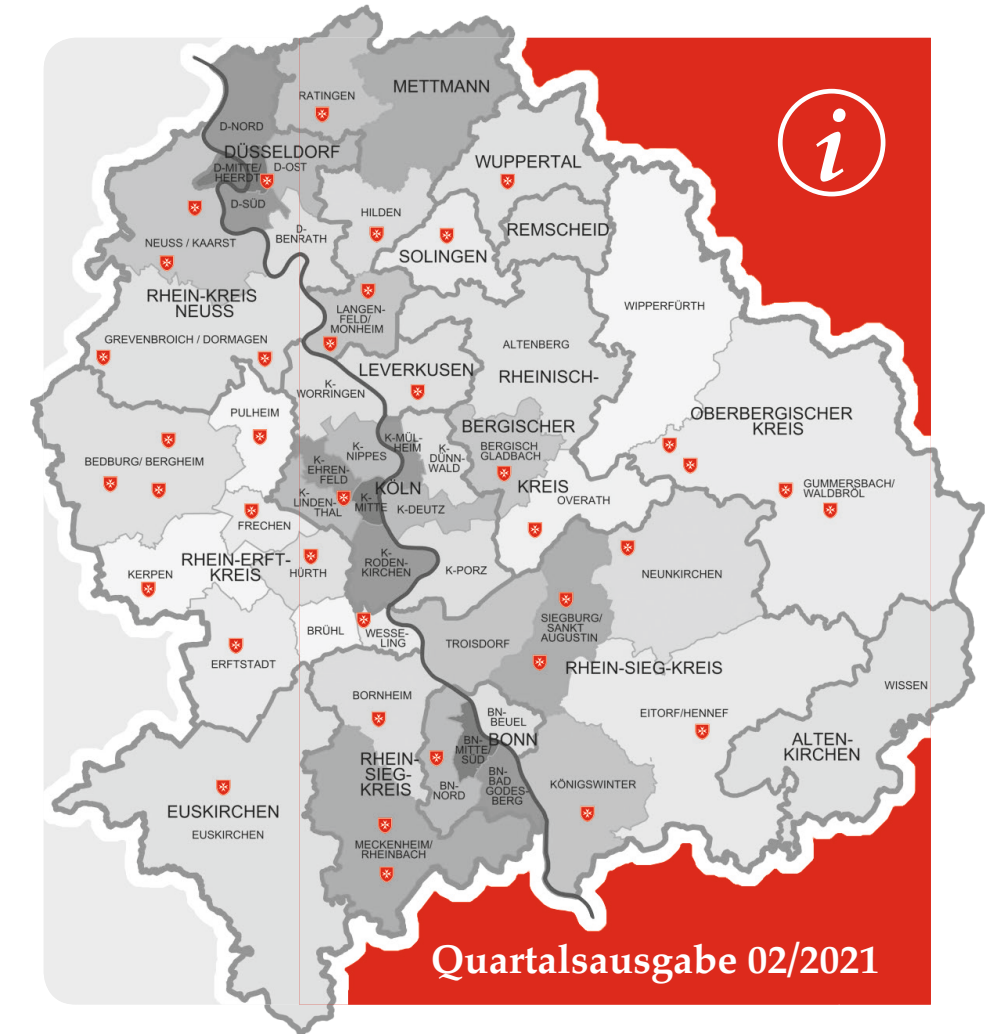 METTMANN
RATINGEN
D-NORD
DÜSSELDORF
D-MITTE/
HEERDT
D-OST
D-SÜD
D-
BENRATH
WUPPERTAL
HILDEN
REMSCHEID
SOLINGEN
NEUSS / KAARST
RHEIN-KREIS
NEUSS
GREVENBROICH / DORMAGEN
LANGEN-
FELD/
MONHEIM
WIPPERFÜRTH
ALTENBERG
LEVERKUSEN
RHEINISCH-
K-
WORRINGEN
PULHEIM
BERGISCHER
BERGISCH
GLADBACH
OBERBERGISCHER
KREIS
K-MÜL-
HEIM
K-
NIPPES
K-
DÜNN-
WALD
K-
EHREN-
FELD
BEDBURG/ BERGHEIM
KÖLN
K-
LINDEN-
THAL
K-
MITTE
K-DEUTZ
KREIS
OVERATH
GUMMERSBACH/
WALDBRÖL
FRECHEN
RHEIN-ERFT-
KREIS
HÜRTH
KERPEN
K-
RODEN-
KIRCHEN
K-PORZ
NEUNKIRCHEN
SIEGBURG/
SANKT
AUGUSTIN
BRÜHL
WESSE-
LING
TROISDORF
ERFTSTADT
RHEIN-SIEG-KREIS
WISSEN
BORNHEIM
BN-
BEUEL
BONN
EITORF/HENNEF
ALTEN-
KIRCHEN
BN-
MITTE/
SÜD
RHEIN-
SIEG-
KREIS
BN-
NORD
BN-
BAD
GODES-
BERG
KÖNIGSWINTER
EUSKIRCHEN
EUSKIRCHEN
MECKENHEIM/
RHEINBACH
i
Quartalsausgabe 02/2021